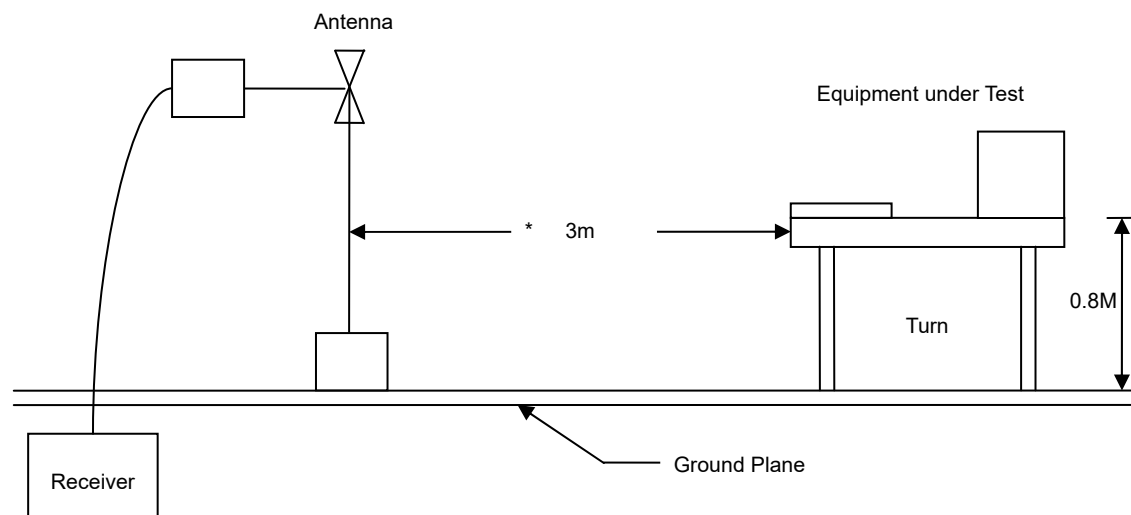 Antenna
Equipment under Test
* 3m
0.8M
Turn
Ground Plane
Receiver